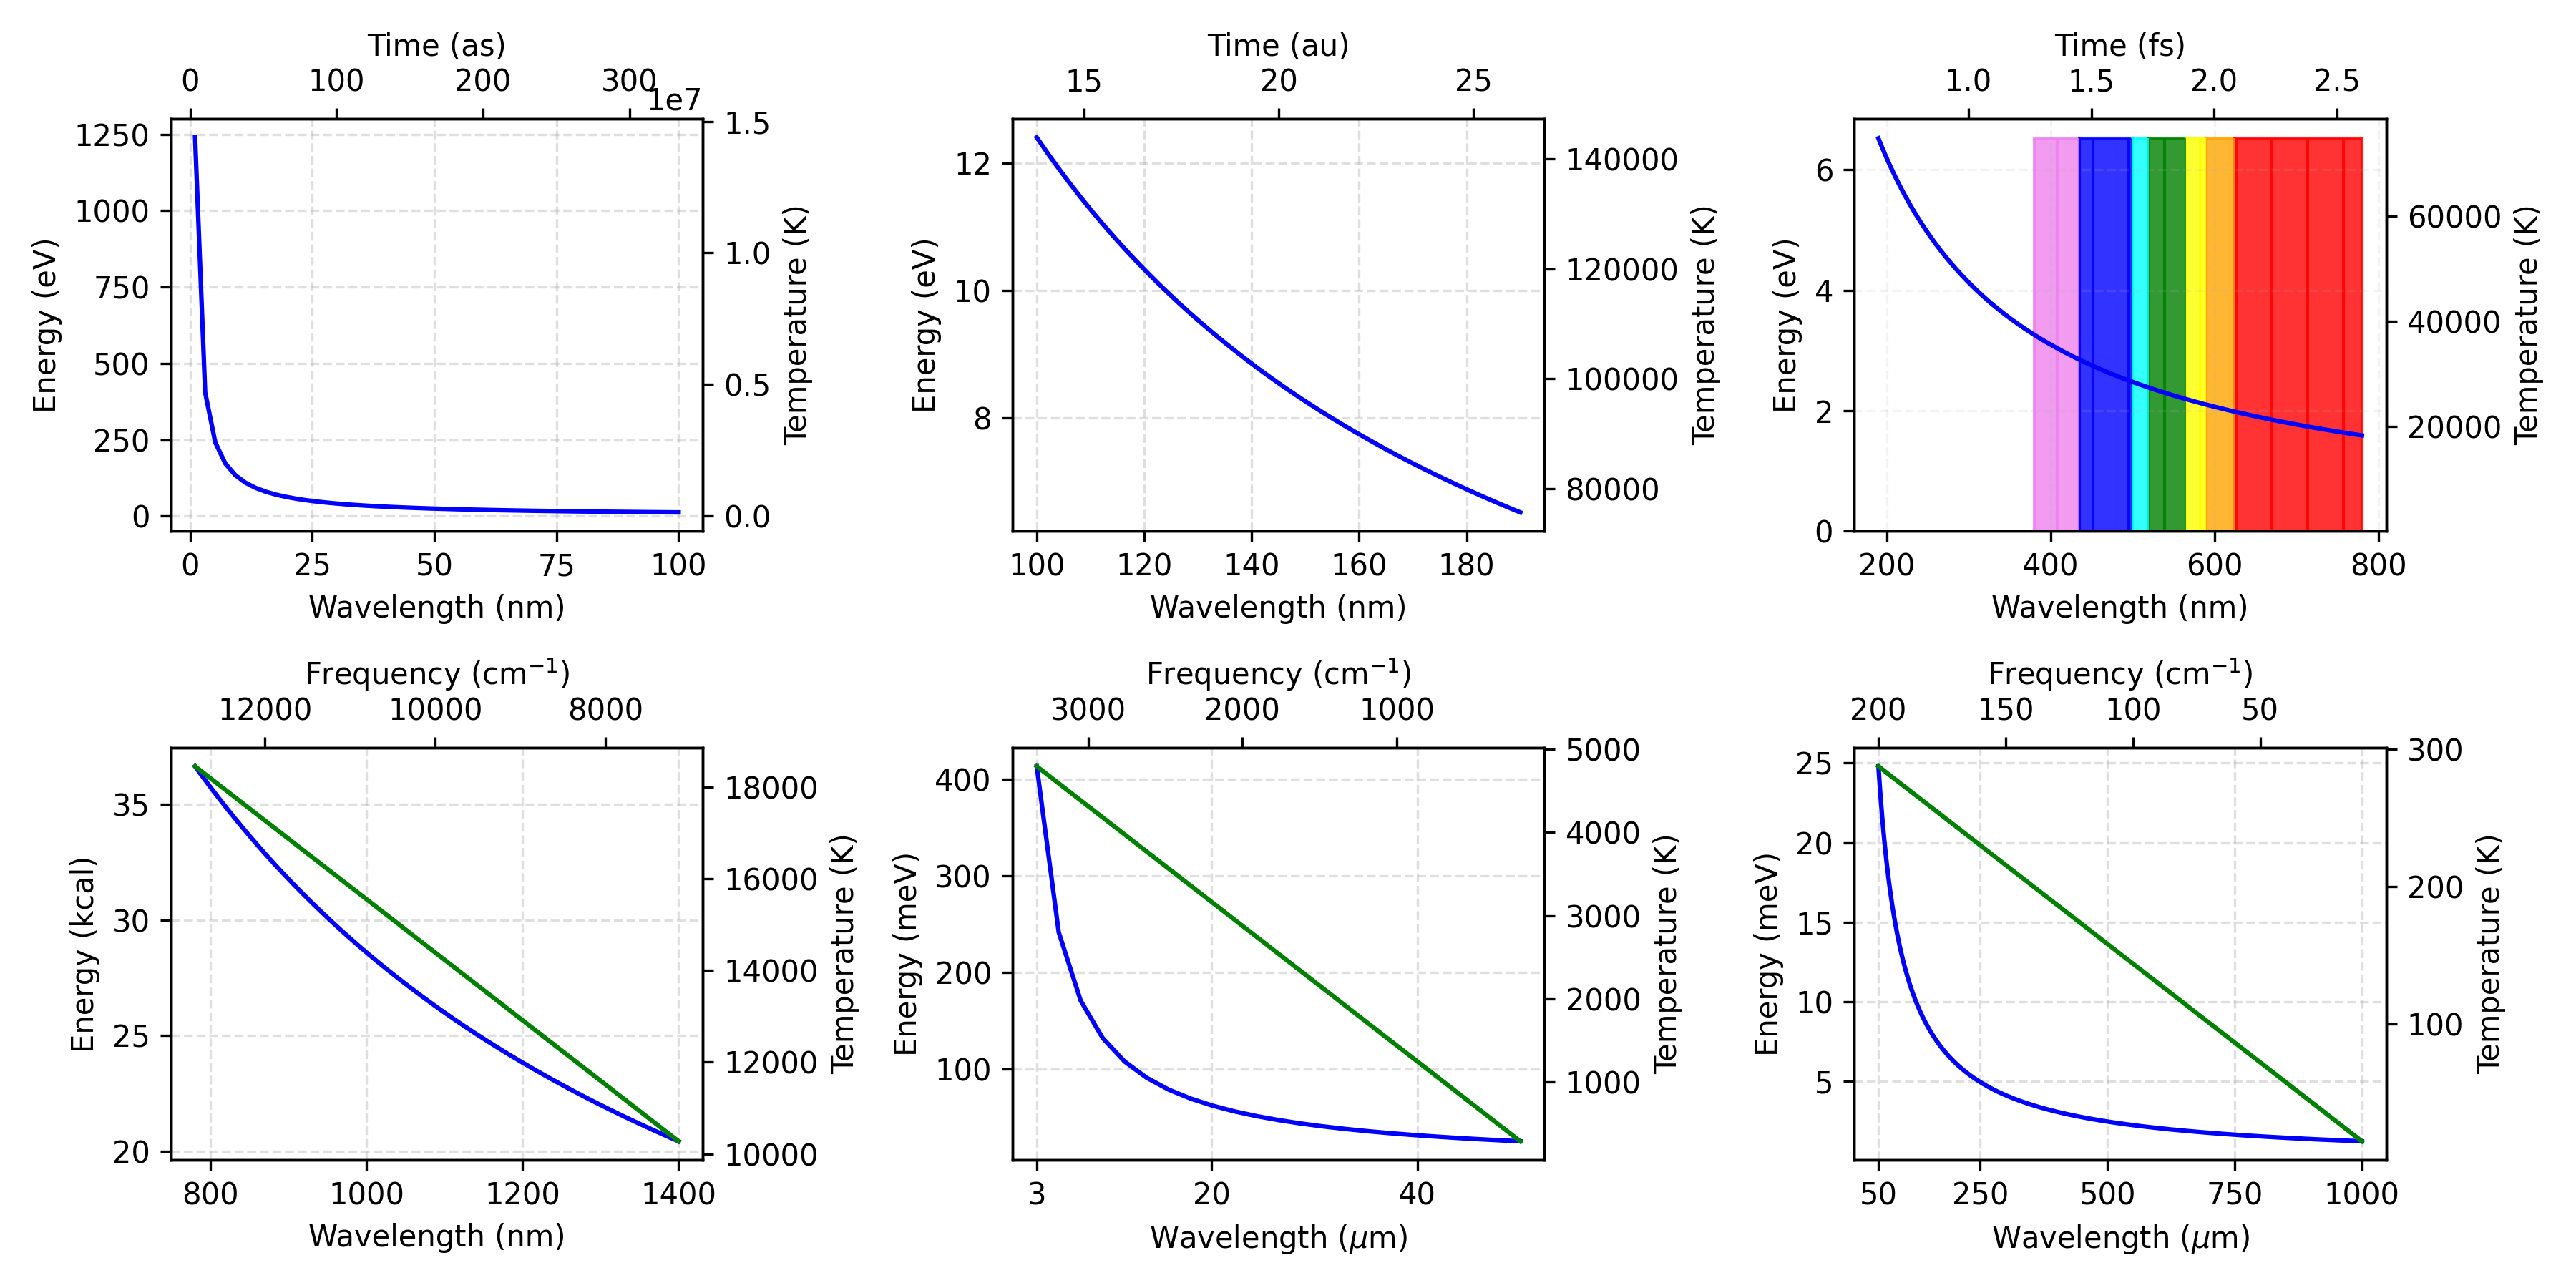 Time (as)
0 100 200 300
1e7
1250 1000 750 500 250 0
Energy (eV)
1.5 1.0 0.5 0.0
Temperature (K)
0 25 50 75 100
Wavelength (nm)
Time (au)
15 20 25
12 10 8
Energy (eV)
140000 120000 100000 80000
Temperature (K)
100 120 140 160 180
Wavelength (nm)
Time (fs)
1.0 1.5 2.0 2.5
6 4 2 0
Energy (eV)
60000 40000 20000
Temperature (K)
200 400 600 800
Wavelength (nm)
Frequency (cm⁻¹)
12000 10000 8000
35 30 25 20
Energy (kcal)
18000 16000 14000 12000 10000
Temperature (K)
800 1000 1200 1400
Wavelength (nm)
Frequency (cm⁻¹)
3000 2000 1000
400 300 200 100
Energy (meV)
5000 4000 3000 2000 1000
Temperature (K)
3 20 40
Wavelength (μm)
Frequency (cm⁻¹)
200 150 100 50
25 20 15 10 5
Energy (meV)
300 200 100
Temperature (K)
50 250 500 750 1000
Wavelength (μm)